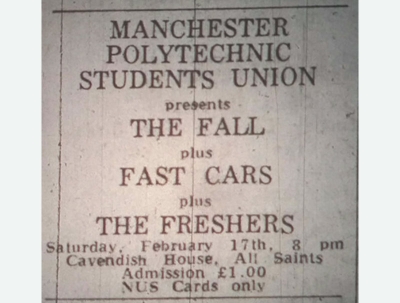 MANCHESTER
POLYTECHNIC
STUDENTS UNION
presents
THE FALL
plus
FAST CARS
plus
THE FRESHERS
Saturday, February 17th, 8 pm
Cavendish House, All Saints
Admission £1.00
NUS Cards only